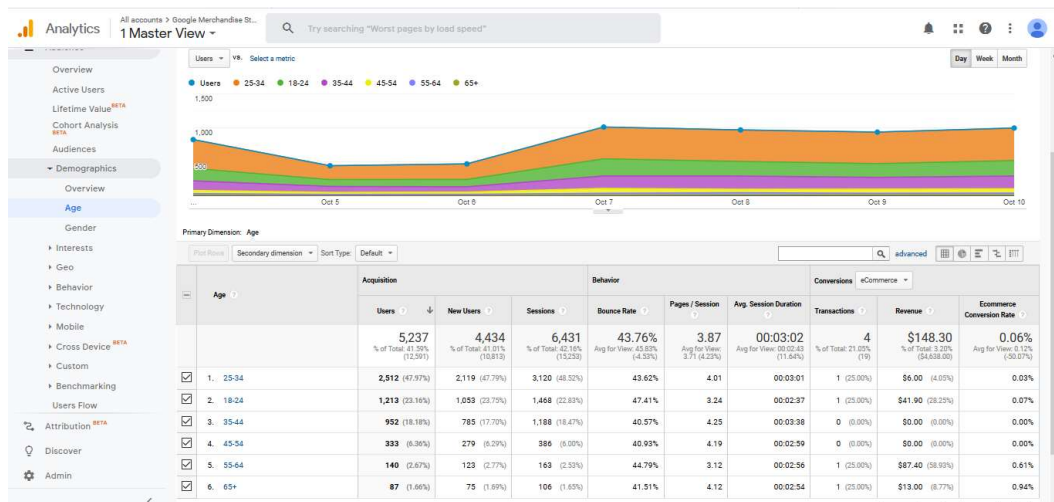 Analytics
All accounts > Google Merchandise St...
1 Master View
Try searching "Worst pages by load speed"
Audience
Overview
Active Users
Lifetime Value BETA
Cohort Analysis
BETA
Audiences
Demographics
Overview
Age
Gender
Interests
Geo
Behavior
Technology
Mobile
Cross Device BETA
Custom
Benchmarking
Users Flow
Attribution BETA
Discover
Admin
Users VS. Select a metric
Day Week Month
Users 25-34 18-24 35-44 45-54 55-64 65+
1,500
1,000
500
... Oct 5 Oct 6 Oct 7 Oct 8 Oct 9 Oct 10
Primary Dimension: Age
Plot Rows Secondary dimension Sort Type: Default advanced
Age Acquisition Behavior Conversions eCommerce
Users New Users Sessions Bounce Rate Pages / Session Avg. Session Duration Transactions Revenue Ecommerce Conversion Rate
5,237 4,434 6,431 43.76% 3.87 00:03:02 4 $148.30 0.06%
% of Total: 41.59% (12,591) % of Total: 41.01% (10,813) % of Total: 42.16% (15,253) Avg for View: 45.83% (-4.53%) Avg for View: 3.71 (4.23%) Avg for View: 00:02:43 (11.64%) % of Total: 21.05% (19) % of Total: 3.20% ($4,638.00) Avg for View: 0.12% (-50.07%)
1. 25-34 2,512 (47.97%) 2,119 (47.79%) 3,120 (48.52%) 43.62% 4.01 00:03:01 1 (25.00%) $6.00 (4.05%) 0.03%
2. 18-24 1,213 (23.16%) 1,053 (23.75%) 1,468 (22.83%) 47.41% 3.24 00:02:37 1 (25.00%) $41.90 (28.25%) 0.07%
3. 35-44 952 (18.18%) 785 (17.70%) 1,188 (18.47%) 40.57% 4.25 00:03:38 0 (0.00%) $0.00 (0.00%) 0.00%
4. 45-54 333 (6.36%) 279 (6.29%) 386 (6.00%) 40.93% 4.19 00:02:59 0 (0.00%) $0.00 (0.00%) 0.00%
5. 55-64 140 (2.67%) 123 (2.77%) 163 (2.53%) 44.79% 3.12 00:02:56 1 (25.00%) $87.40 (58.93%) 0.61%
6. 65+ 87 (1.66%) 75 (1.69%) 106 (1.65%) 41.51% 4.12 00:02:54 1 (25.00%) $13.00 (8.77%) 0.94%